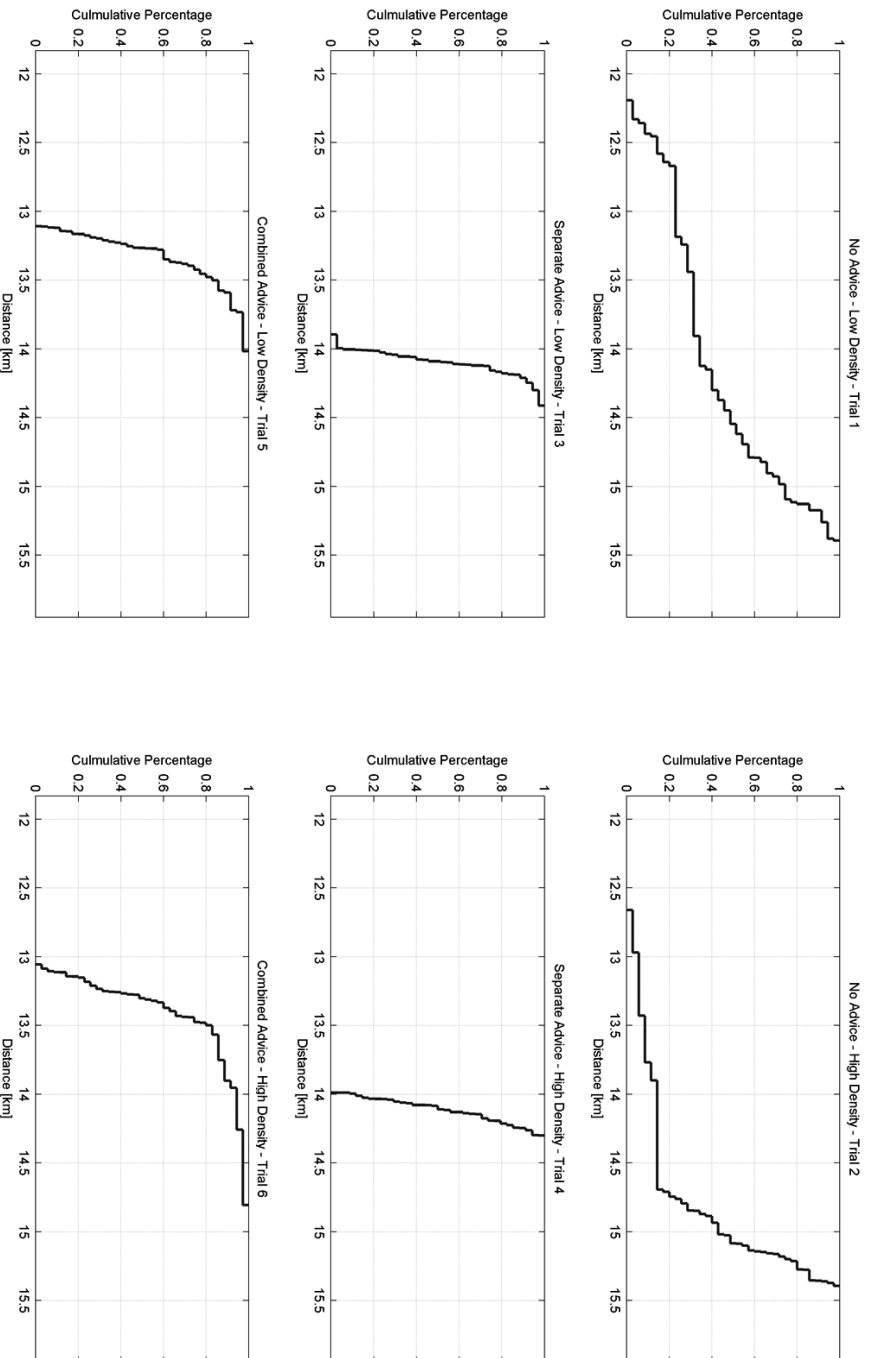 No Advice - Low Density - Trial 1
Culmulative Percentage
1
0.8
0.6
0.4
0.2
0
12 12.5 13 13.5 14 14.5 15 15.5
Distance [km]
No Advice - High Density - Trial 2
Culmulative Percentage
1
0.8
0.6
0.4
0.2
0
12 12.5 13 13.5 14 14.5 15 15.5
Distance [km]
Separate Advice - Low Density - Trial 3
Culmulative Percentage
1
0.8
0.6
0.4
0.2
0
12 12.5 13 13.5 14 14.5 15 15.5
Distance [km]
Separate Advice - High Density - Trial 4
Culmulative Percentage
1
0.8
0.6
0.4
0.2
0
12 12.5 13 13.5 14 14.5 15 15.5
Distance [km]
Combined Advice - Low Density - Trial 5
Culmulative Percentage
1
0.8
0.6
0.4
0.2
0
12 12.5 13 13.5 14 14.5 15 15.5
Distance [km]
Combined Advice - High Density - Trial 6
Culmulative Percentage
1
0.8
0.6
0.4
0.2
0
12 12.5 13 13.5 14 14.5 15 15.5
Distance [km]